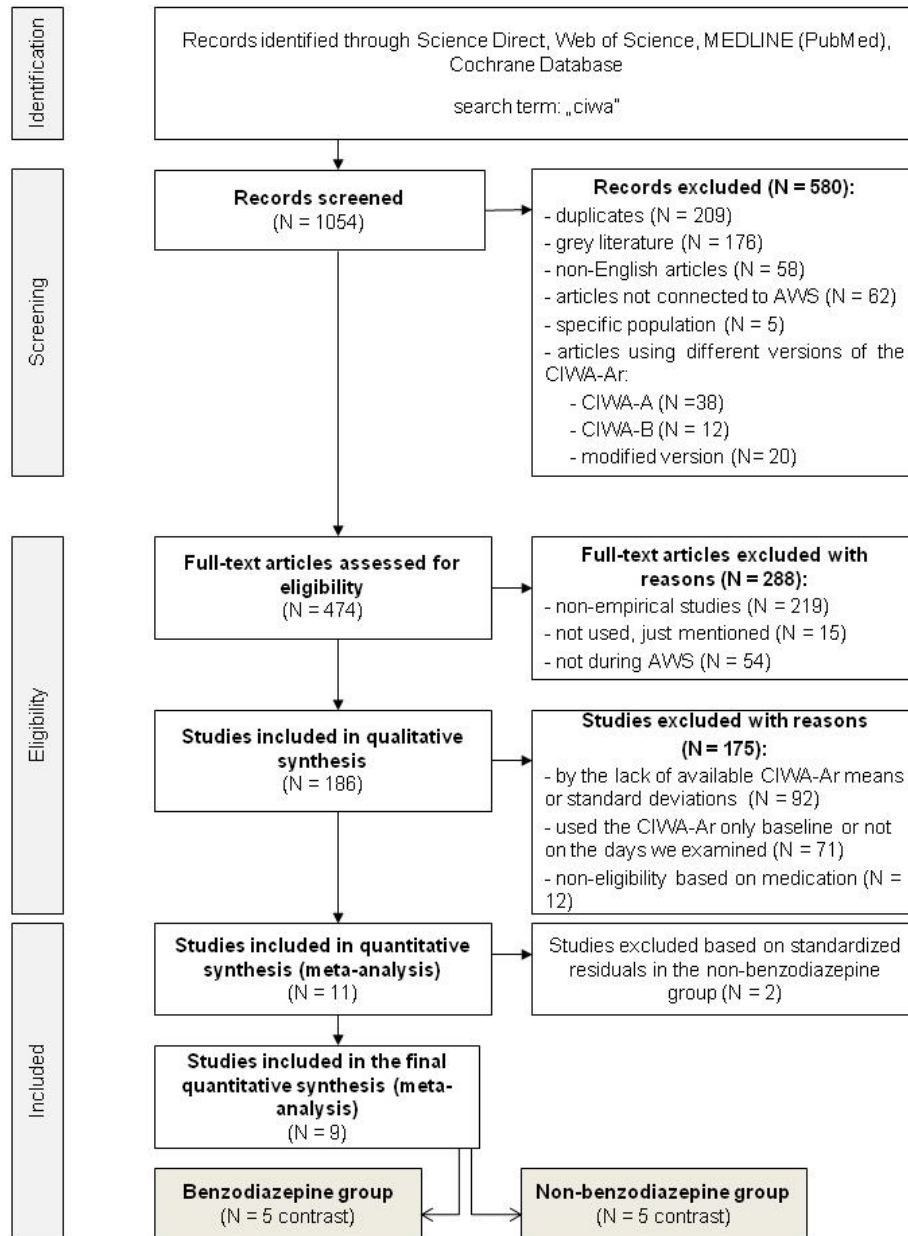 Identification
Records identified through Science Direct, Web of Science, MEDLINE (PubMed),
Cochrane Database
search term: „ciwa"
Screening
Records screened
(N = 1054)
Records excluded (N = 580):
- duplicates (N = 209)
- grey literature (N = 176)
- non-English articles (N = 58)
- articles not connected to AWS (N = 62)
- specific population (N = 5)
- articles using different versions of the
CIWA-Ar:
- CIWA-A (N =38)
- CIWA-B (N = 12)
- modified version (N= 20)
Eligibility
Full-text articles assessed for
eligibility
(N = 474)
Full-text articles excluded with
reasons (N = 288):
- non-empirical studies (N = 219)
- not used, just mentioned (N = 15)
- not during AWS (N = 54)
Studies included in qualitative
synthesis
(N = 186)
Studies excluded with reasons
(N = 175):
- by the lack of available CIWA-Ar means
or standard deviations (N = 92)
- used the CIWA-Ar only baseline or not
on the days we examined (N = 71)
- non-eligibility based on medication (N =
12)
Included
Studies included in quantitative
synthesis (meta-analysis)
(N = 11)
Studies excluded based on standardized
residuals in the non-benzodiazepine
group (N = 2)
Studies included in the final
quantitative synthesis (meta-
analysis)
(N = 9)
Benzodiazepine group
(N = 5 contrast)
Non-benzodiazepine group
(N = 5 contrast)